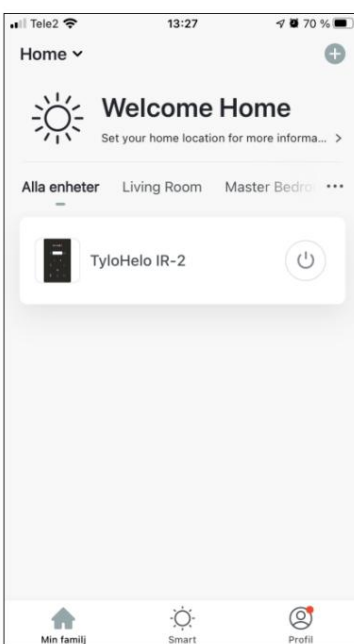 Tele2 13:27 70 %
Home
Welcome Home
Set your home location for more informa... >
Alla enheter Living Room Master Bedro ...
TyloHelo IR-2
Min familj Smart Profil